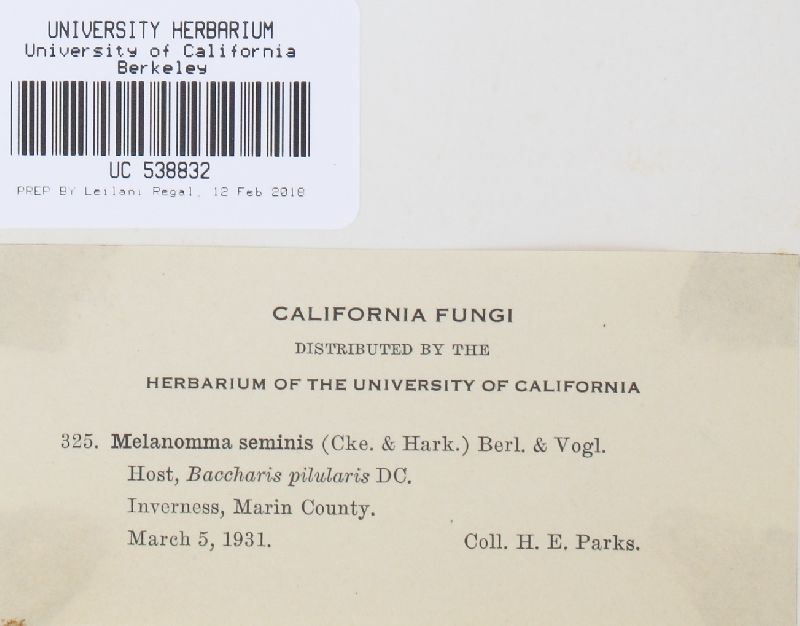 UNIVERSITY HERBARIUM
University of California
Berkeley
UC 538832
PREP BY Leilani Regal, 12 Feb 2018
CALIFORNIA FUNGI
DISTRIBUTED BY THE
HERBARIUM OF THE UNIVERSITY OF CALIFORNIA
325. Melanomma seminis (Cke. & Hark.) Berl. & Vogl.
Host, Baccharis pilularis DC.
Inverness, Marin County.
March 5, 1931. Coll. H. E. Parks.